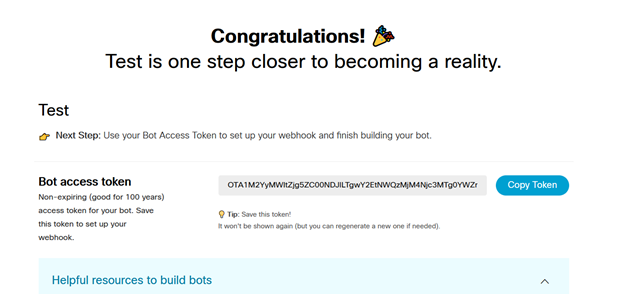 Congratulations! 🎉
Test is one step closer to becoming a reality.
Test
👉 Next Step: Use your Bot Access Token to set up your webhook and finish building your bot.
Bot access token
Non-expiring (good for 100 years)
access token for your bot. Save
this token to set up your
webhook.
OTA1M2YyMWItZjg5ZC00NDJlLTgwY2EtNWQzMjM4Njc3MTg0YWZr
Copy Token
💡 Tip: Save this token!
It won't be shown again (but you can regenerate a new one if needed).
Helpful resources to build bots